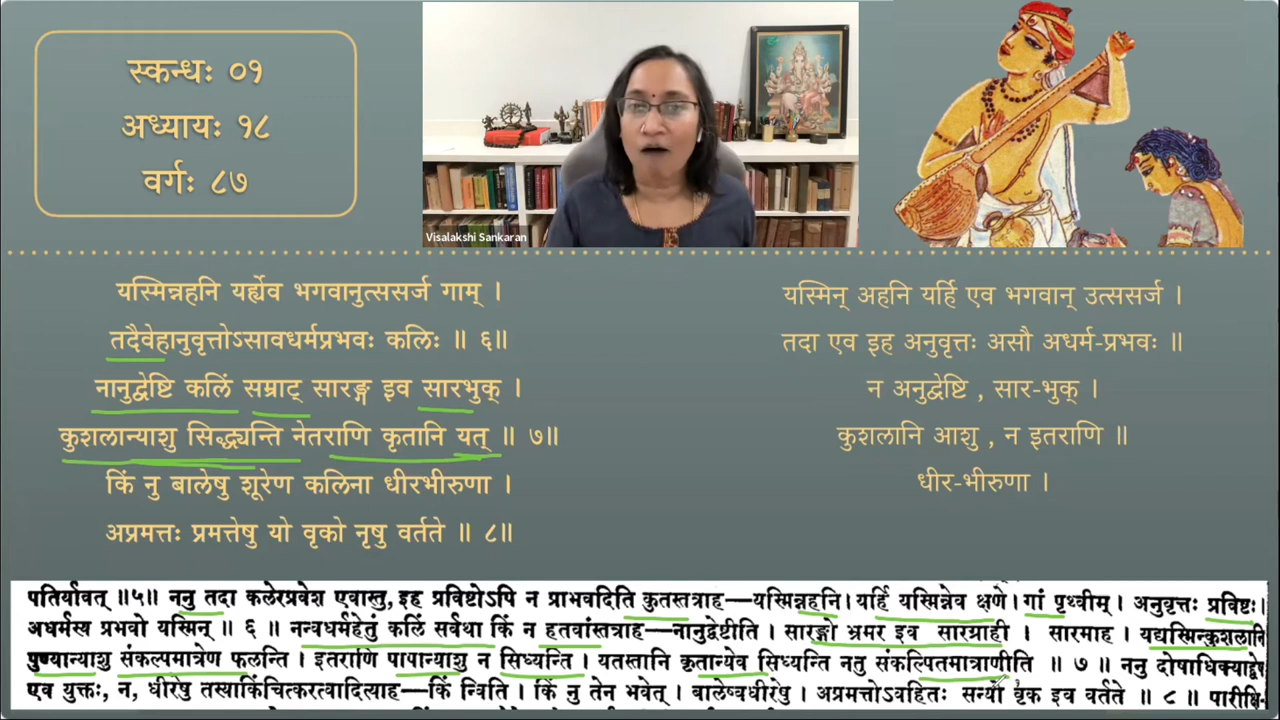 स्कन्धः ०१
अध्यायः १८
वर्गः ८७
Visalakshi Sankaran
यस्मिन्नहनि यर्ह्येव भगवानुत्ससर्ज गाम् ।
तदैवेहानुवृत्तोऽसावधर्मप्रभवः कलिः ॥ ६॥
नानुद्वेष्टि कलिं सम्राट् सारङ्ग इव सारभुक् ।
कुशलान्याशु सिद्ध्यन्ति नेतराणि कृतानि यत् ॥ ७॥
किं नु बालेषु शूरेण कलिना धीरभीरुणा ।
अप्रमत्तः प्रमत्तेषु यो वृको नृषु वर्तते ॥ ८॥
यस्मिन् अहनि यर्हि एव भगवान् उत्ससर्ज ।
तदा एव इह अनुवृत्तः असौ अधर्म-प्रभवः ॥
न अनुद्वेष्टि , सार-भुक् ।
कुशलानि आशु , न इतराणि ॥
धीर-भीरुणा ।
पतिर्यावत् ॥५॥ ननु तदा कलेरप्रवेश एवास्तु, इह प्रविष्टोऽपि न प्राभवदिति कुतस्तत्राह—यस्मिन्नहनि। यर्हि यस्मिन्नेव क्षणे। गां पृथ्वीम्। अनुवृत्तः प्रविष्टः।
अधर्मस्य प्रभवो यस्मिन् ॥ ६ ॥ नन्वधर्महेतुं कलिं सर्वथा किं न हतवांस्तत्राह—नानुद्वेष्टीति । सारङ्गो भ्रमर इव सारग्राही । सारमाह। यद्यस्मिन्कुशलानि
पुण्यान्याशु संकल्पमात्रेण फलन्ति । इतराणि पापान्याशु न सिध्यन्ति । यतस्तानि कृतान्येव सिद्ध्यन्ति नतु संकल्पितमात्राणीति ॥ ७ ॥ ननु दोषाधिक्याद्द्वेष
एव युक्तः, न, धीरेषु तस्याकिंचित्करत्वादित्याह—किं न्विति । किं नु तेन भवेत् । बालेष्वधीरेषु । अप्रमत्तोऽवहितः सन्यो वृक इव वर्तते ॥ ८ ॥ पारीक्षि-